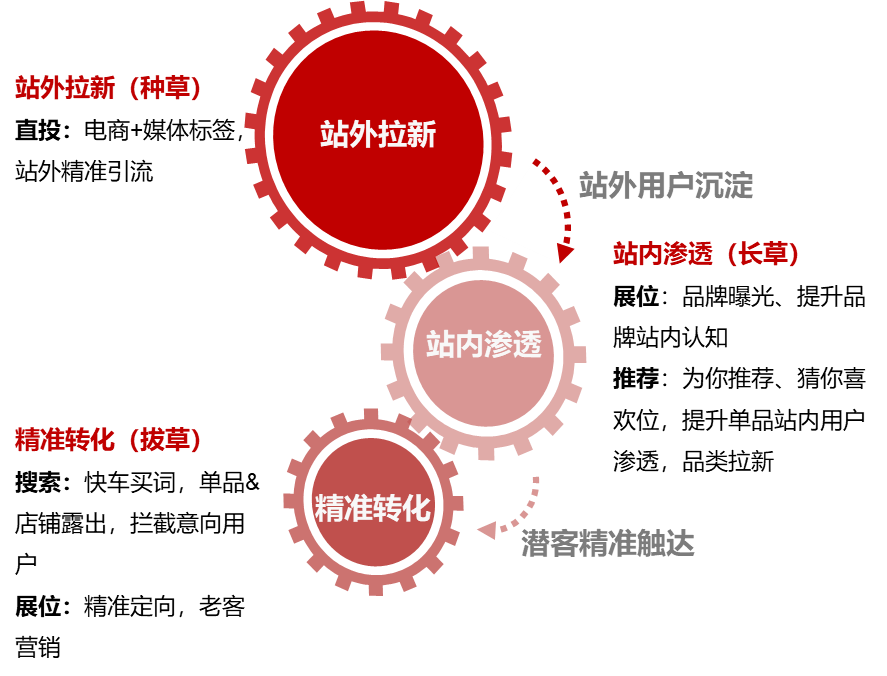 站外拉新（种草）
直投：电商+媒体标签，
站外精准引流
站外拉新
站外用户沉淀
站内渗透（长草）
展位：品牌曝光、提升品
牌站内认知
推荐：为你推荐、猜你喜
欢位，提升单品站内用户
渗透，品类拉新
站内渗透
精准转化（拔草）
搜索：快车买词，单品&
店铺露出，拦截意向用
户
展位：精准定向，老客
营销
精准转化
潜客精准触达